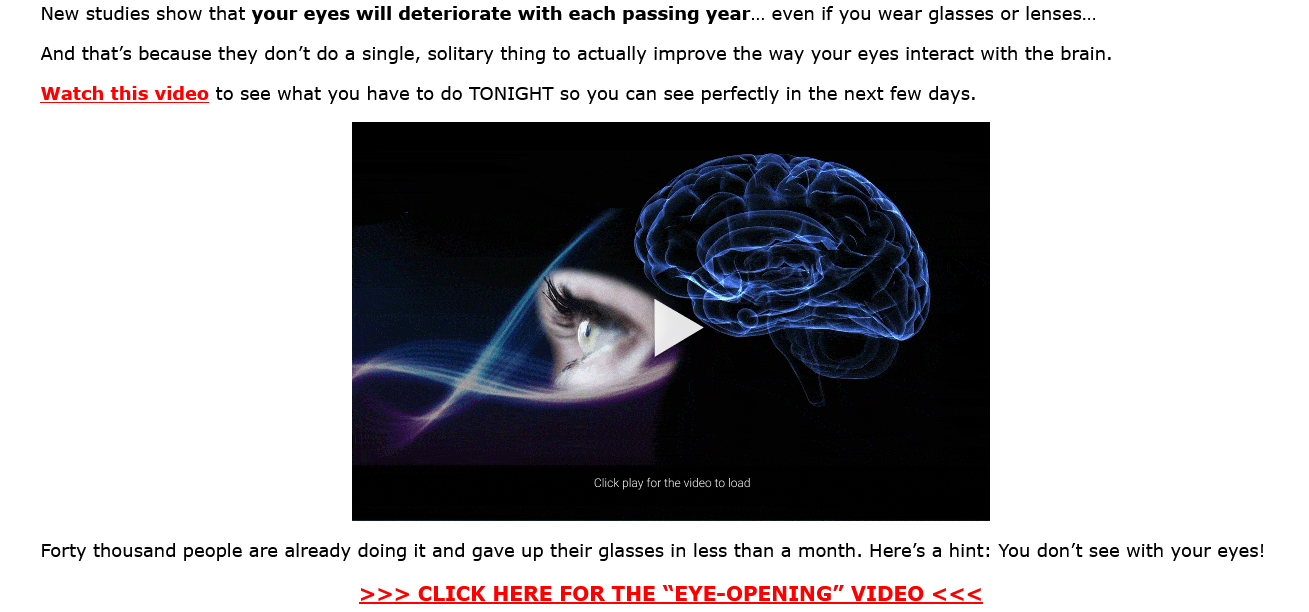 New studies show that your eyes will deteriorate with each passing year… even if you wear glasses or lenses…
And that’s because they don’t do a single, solitary thing to actually improve the way your eyes interact with the brain.
Watch this video to see what you have to do TONIGHT so you can see perfectly in the next few days.
Click play for the video to load
Forty thousand people are already doing it and gave up their glasses in less than a month. Here’s a hint: You don’t see with your eyes!
>>> CLICK HERE FOR THE “EYE-OPENING” VIDEO <<<